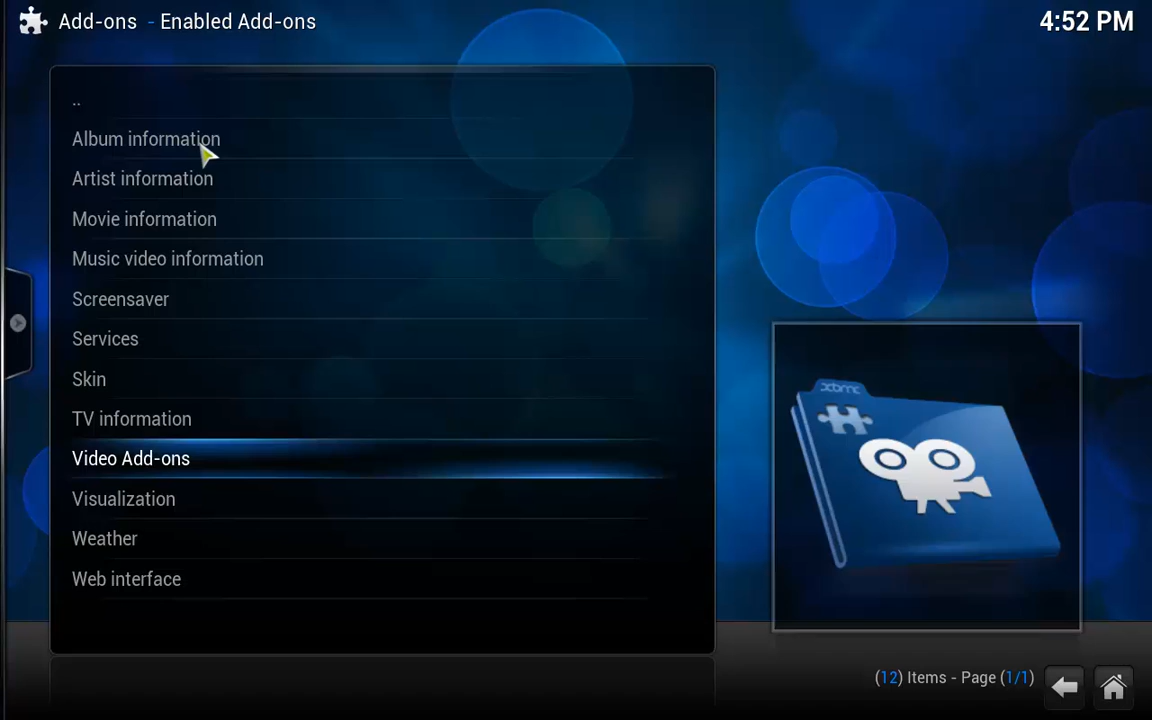 Add-ons - Enabled Add-ons
4:52 PM
..
Album information
Artist information
Movie information
Music video information
Screensaver
Services
Skin
TV information
Video Add-ons
Visualization
Weather
Web interface
xbmc
(12) Items - Page (1/1)